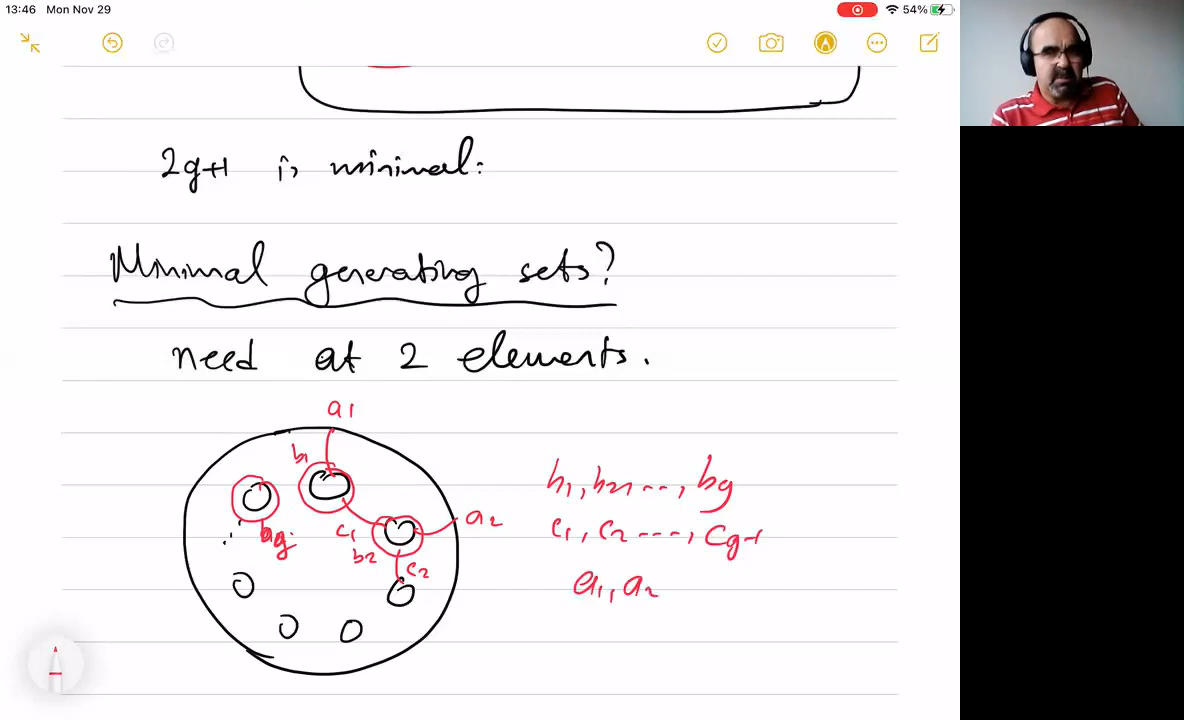 13:46 Mon Nov 29
54%
2g+1 is minimal:
Minimal generating sets?
need at 2 elements.
a1
b1
c1
a2
b2
c2
bg
b1, b2, ..., bg
c1, c2 ..., cg-1
a1, a2